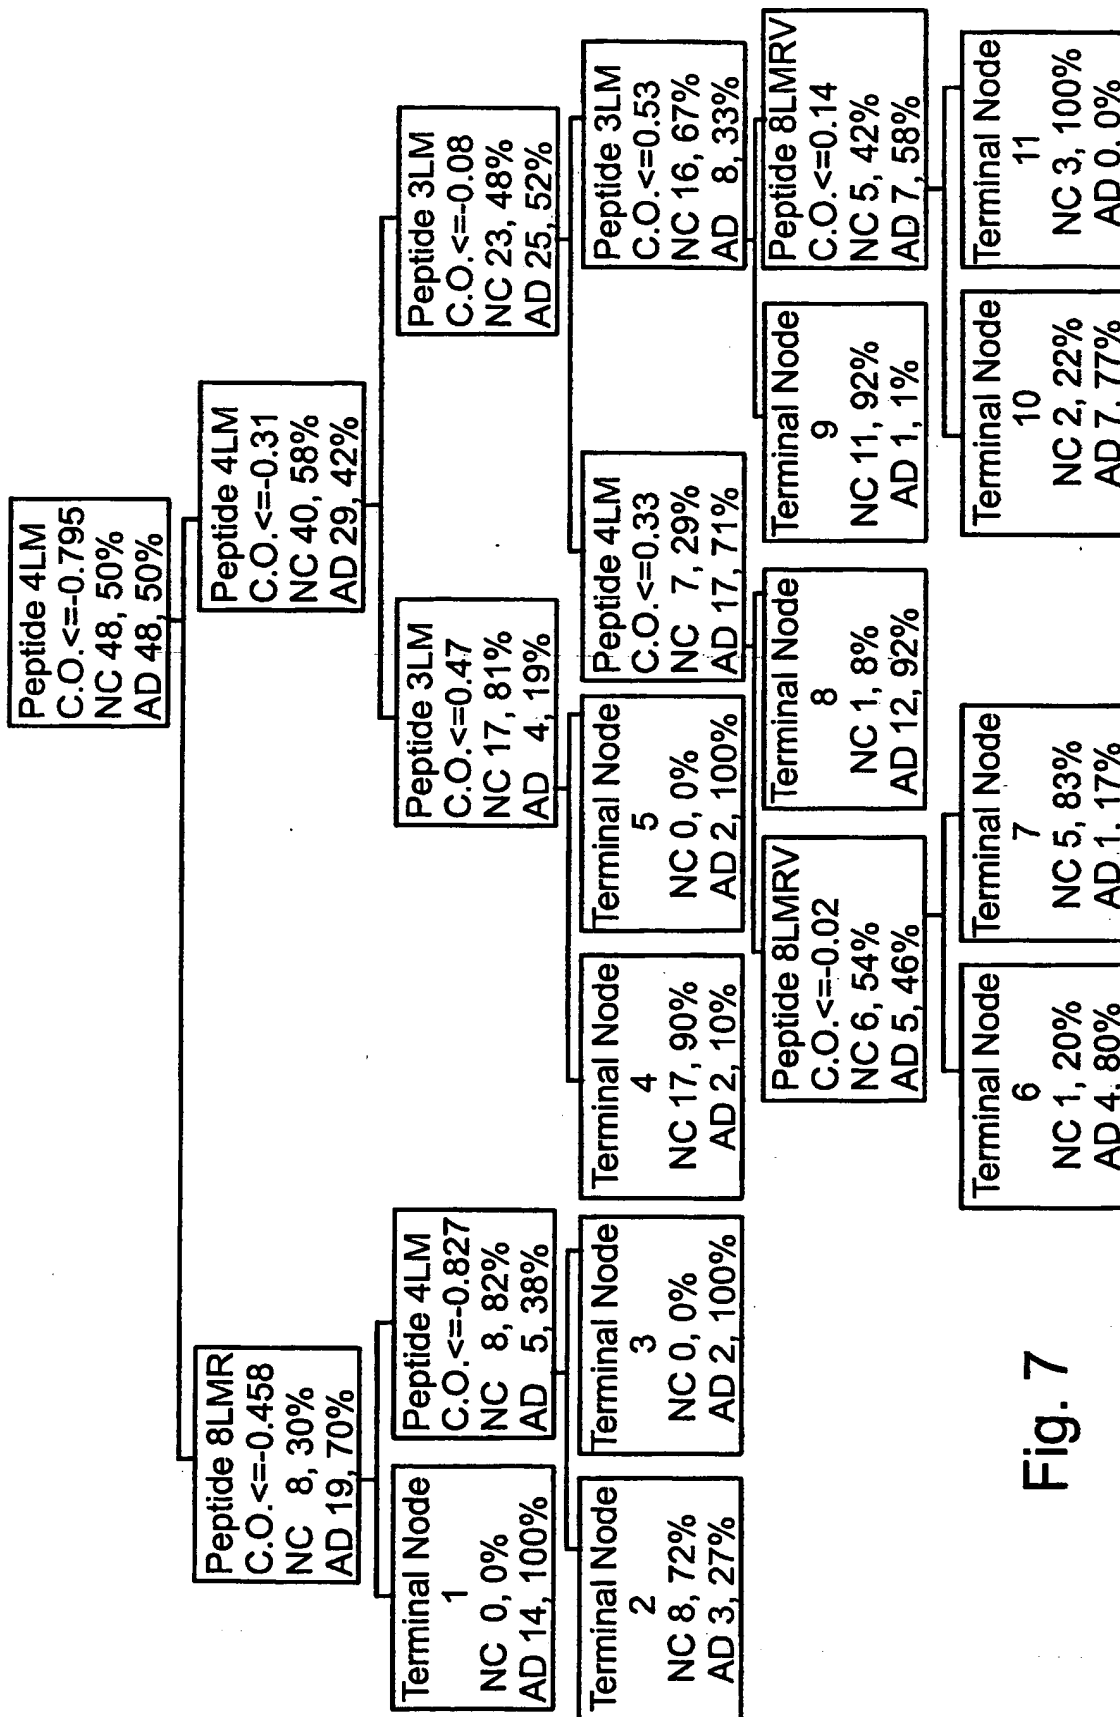 Peptide 4LM
C.O.<=-0.795
NC 48, 50%
AD 48, 50%
Peptide 8LMR
C.O.<=-0.458
NC 8, 30%
AD 19, 70%
Peptide 4LM
C.O.<=-0.31
NC 40, 58%
AD 29, 42%
Terminal Node
1
NC 0, 0%
AD 14, 100%
Peptide 4LM
C.O.<=-0.827
NC 8, 82%
AD 5, 38%
Peptide 3LM
C.O.<=0.47
NC 17, 81%
AD 4, 19%
Peptide 3LM
C.O.<=-0.08
NC 23, 48%
AD 25, 52%
Terminal Node
2
NC 8, 72%
AD 3, 27%
Terminal Node
3
NC 0, 0%
AD 2, 100%
Terminal Node
4
NC 17, 90%
AD 2, 10%
Terminal Node
5
NC 0, 0%
AD 2, 100%
Peptide 4LM
C.O.<=0.33
NC 7, 29%
AD 17, 71%
Peptide 3LM
C.O.<=0.53
NC 16, 67%
AD 8, 33%
Peptide 8LMRV
C.O.<=-0.02
NC 6, 54%
AD 5, 46%
Terminal Node
8
NC 1, 8%
AD 12, 92%
Terminal Node
9
NC 11, 92%
AD 1, 1%
Peptide 8LMRV
C.O.<=0.14
NC 5, 42%
AD 7, 58%
Terminal Node
6
NC 1, 20%
AD 4, 80%
Terminal Node
7
NC 5, 83%
AD 1, 17%
Terminal Node
10
NC 2, 22%
AD 7, 77%
Terminal Node
11
NC 3, 100%
AD 0, 0%
Fig. 7